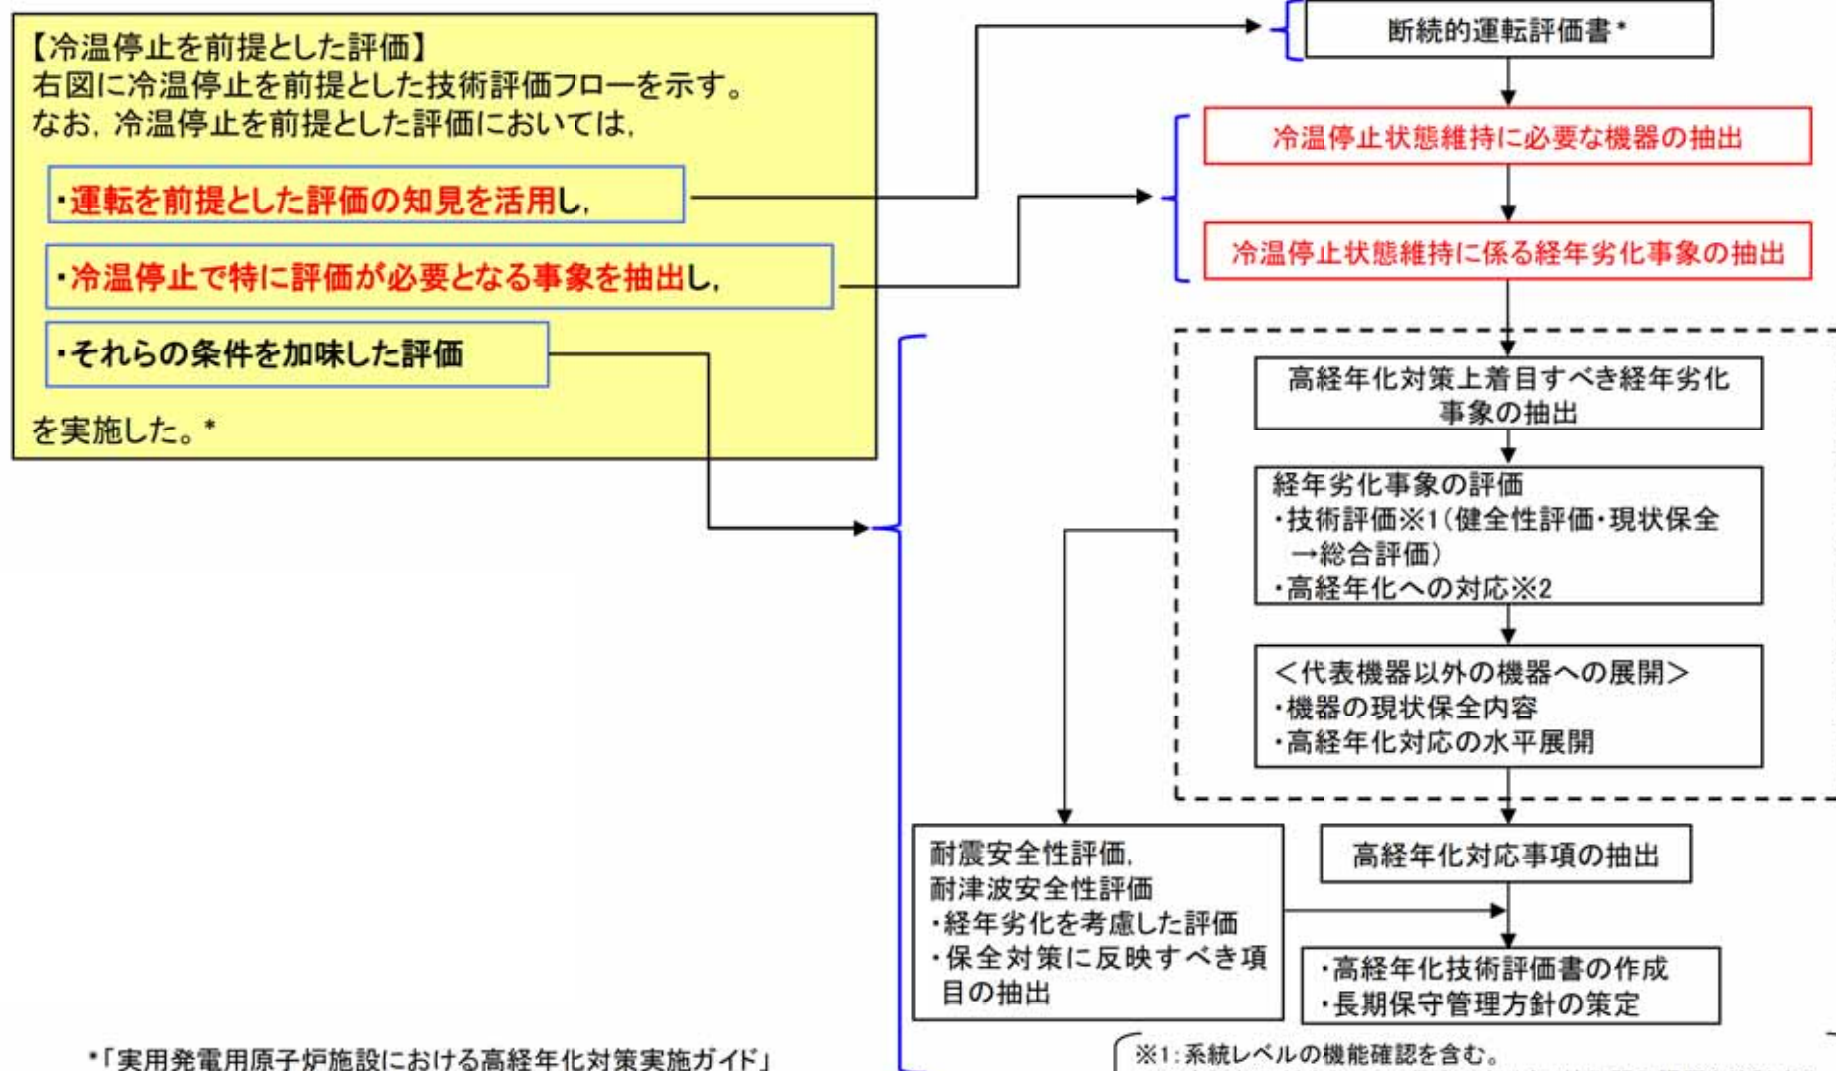 【冷温停止を前提とした評価】
右図に冷温停止を前提とした技術評価フローを示す。
なお，冷温停止を前提とした評価においては，
・運転を前提とした評価の知見を活用し，
・冷温停止で特に評価が必要となる事象を抽出し，
・それらの条件を加味した評価
を実施した。*
断続的運転評価書*
冷温停止状態維持に必要な機器の抽出
冷温停止状態維持に係る経年劣化事象の抽出
高経年化対策上着目すべき経年劣化
事象の抽出
経年劣化事象の評価
・技術評価※1(健全性評価・現状保全
→総合評価)
・高経年化への対応※2
＜代表機器以外の機器への展開＞
・機器の現状保全内容
・高経年化対応の水平展開
耐震安全性評価，
耐津波安全性評価
・経年劣化を考慮した評価
・保全対策に反映すべき項
目の抽出
高経年化対応事項の抽出
・高経年化技術評価書の作成
・長期保守管理方針の策定
*「実用発電用原子炉施設における高経年化対策実施ガイド」
※1：系統レベルの機能確認を含む。